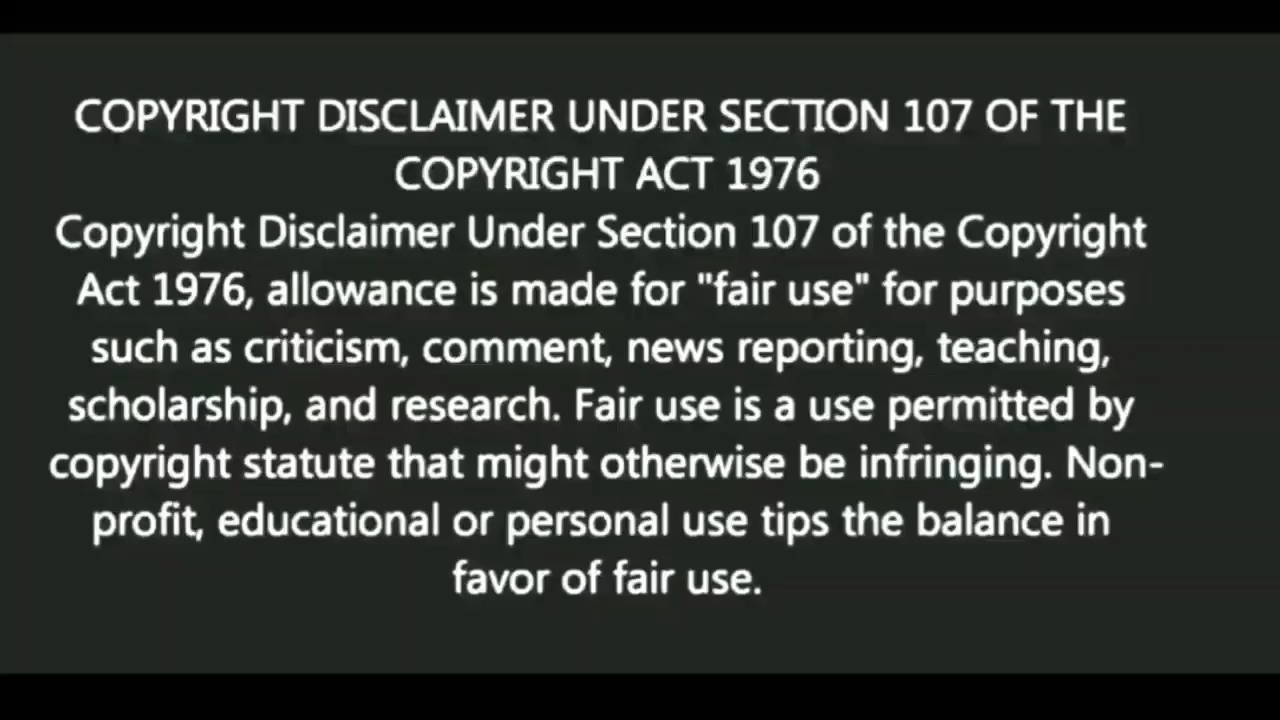 COPYRIGHT DISCLAIMER UNDER SECTION 107 OF THE
COPYRIGHT ACT 1976
Copyright Disclaimer Under Section 107 of the Copyright
Act 1976, allowance is made for "fair use" for purposes
such as criticism, comment, news reporting, teaching,
scholarship, and research. Fair use is a use permitted by
copyright statute that might otherwise be infringing. Non-
profit, educational or personal use tips the balance in
favor of fair use.